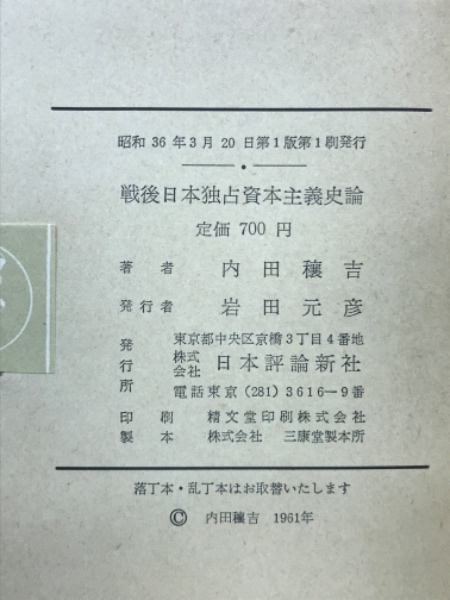 昭和 36 年 3 月 20 日第 1 版第 1 刷発行
戦後日本独占資本主義史論
定価 700 円
著者 内田穣吉
発行者 岩田元彦
発行所 東京都中央区京橋3丁目4番地
株式会社 日本評論新社
電話東京 (281) 3616―9番
印刷 精文堂印刷株式会社
製本 株式会社 三康堂製本所
落丁本・乱丁本はお取替いたします
© 内田穣吉 1961年